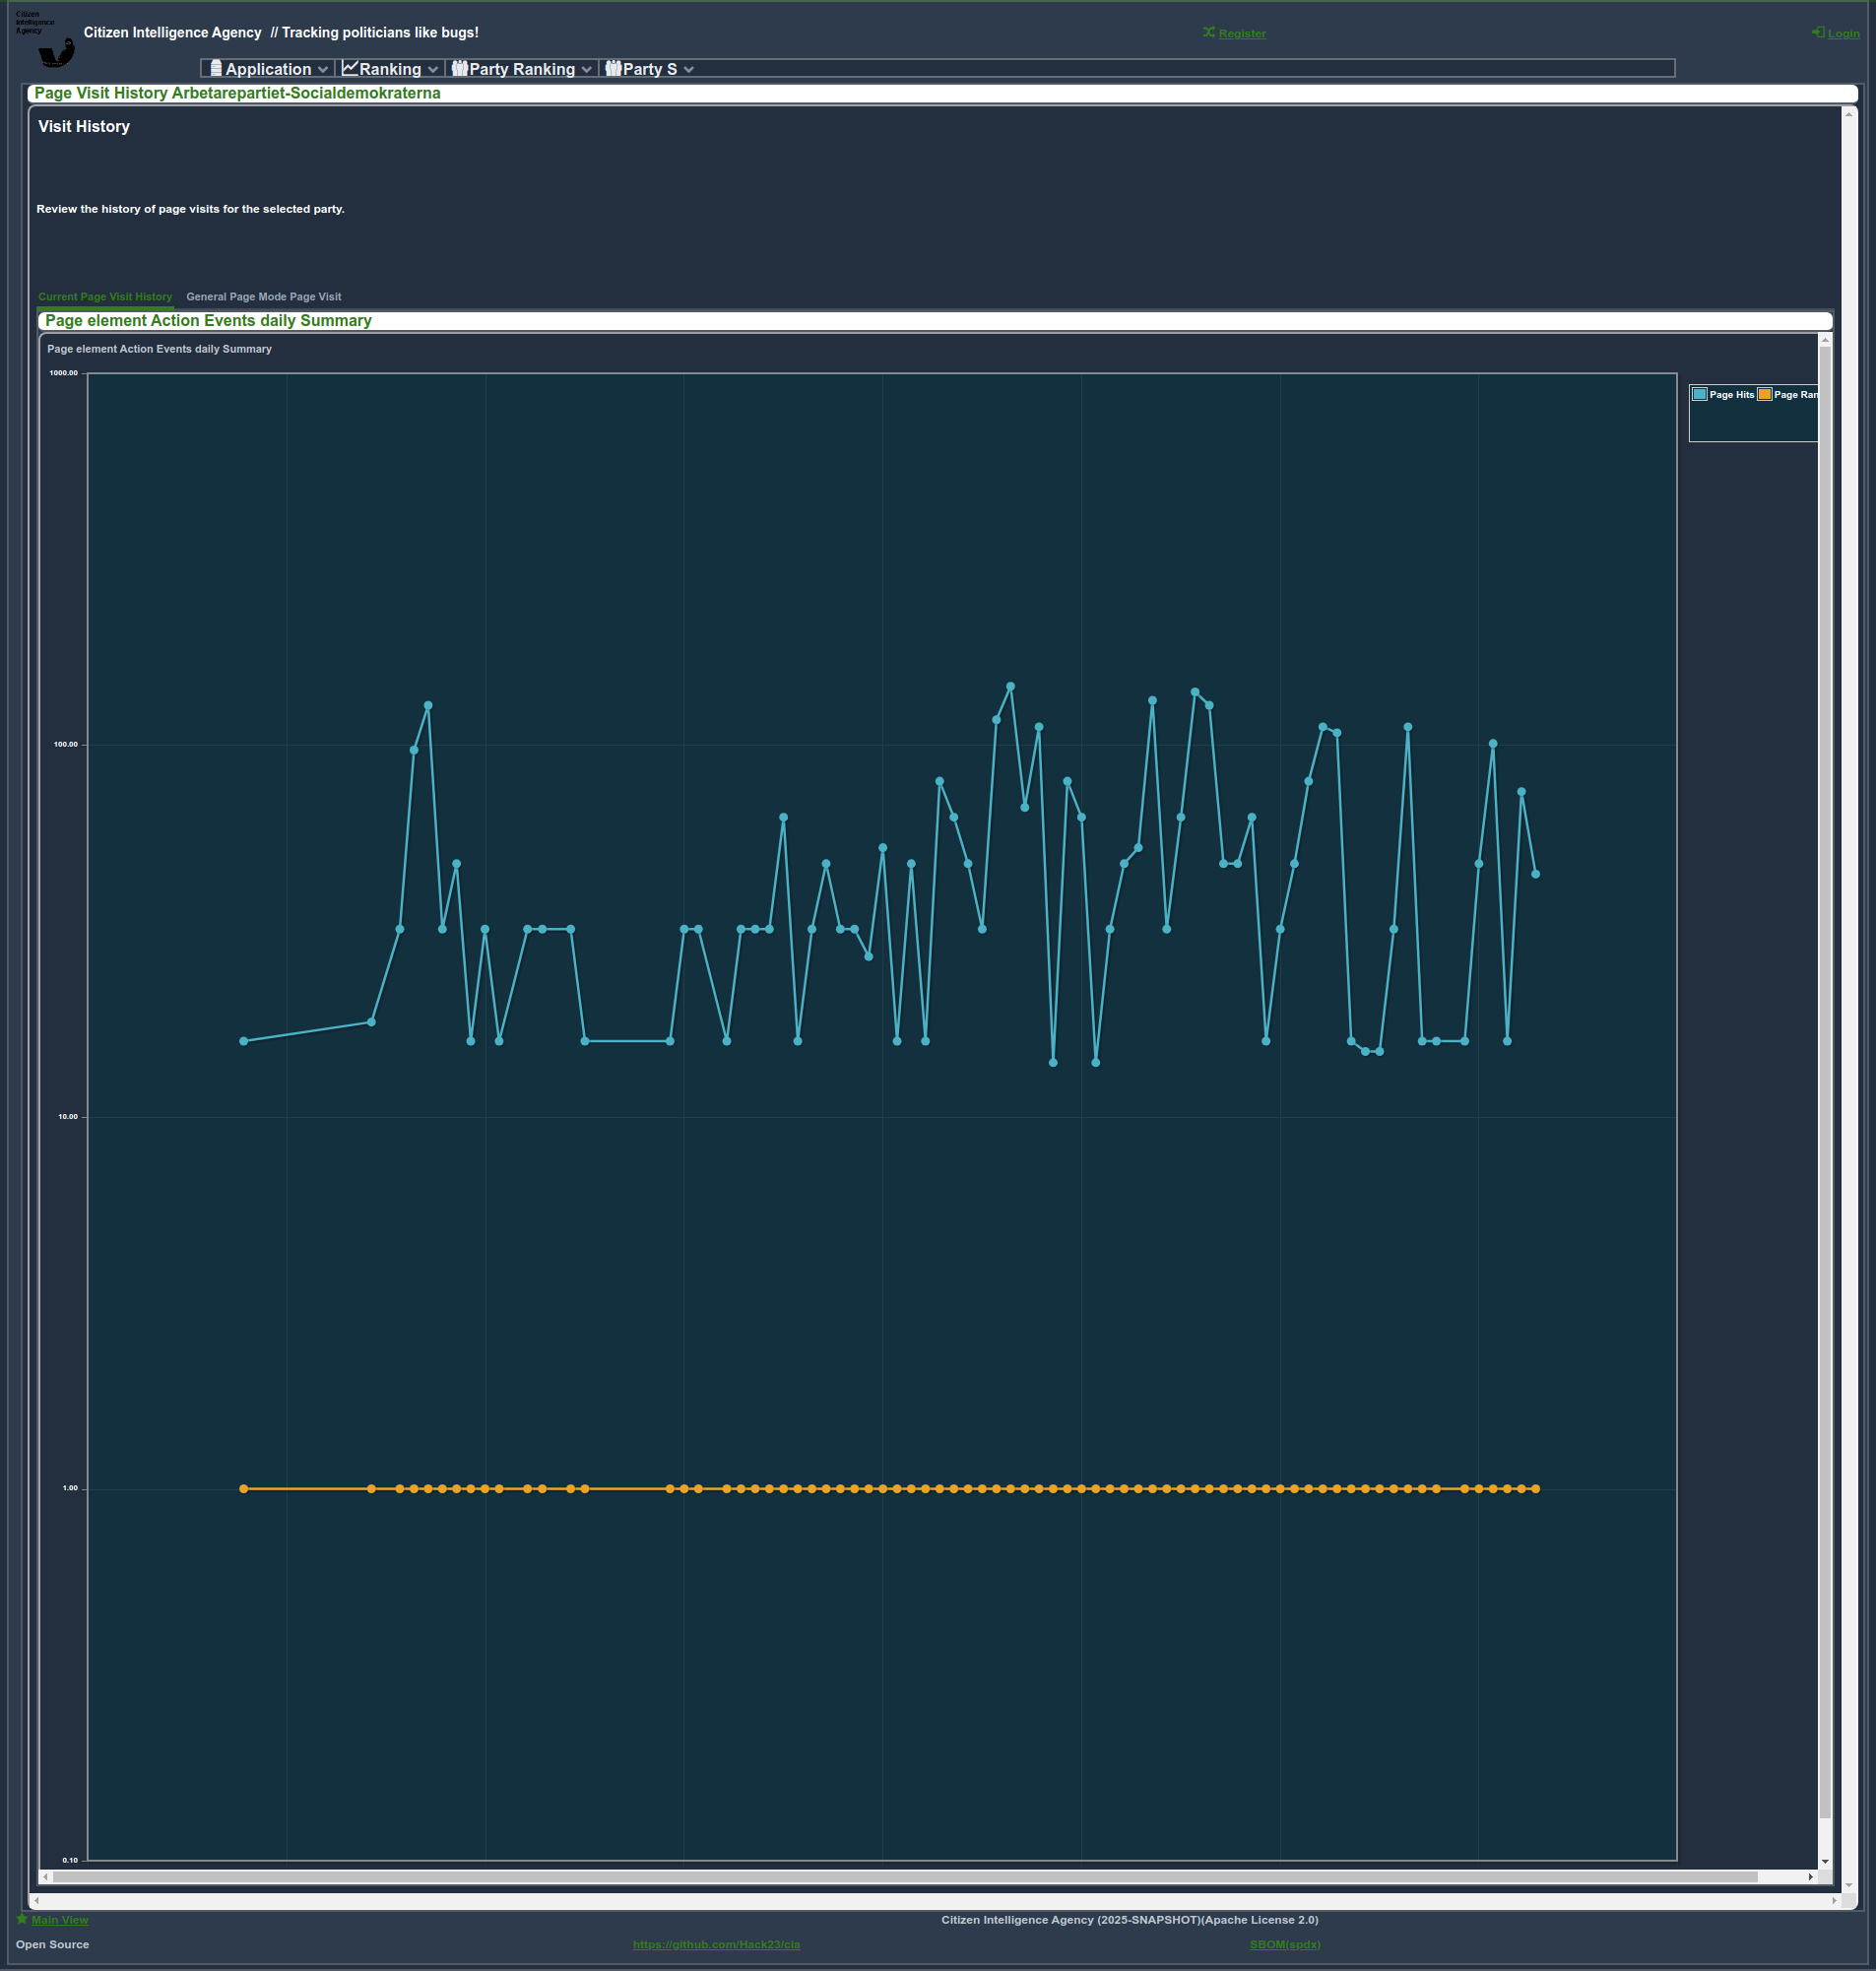 Citizen
Intelligence
Agency
Citizen Intelligence Agency // Tracking politicians like bugs!
Register
Login
Application
Ranking
Party Ranking
Party S
Page Visit History Arbetarepartiet-Socialdemokraterna
Visit History
Review the history of page visits for the selected party.
Current Page Visit History
General Page Mode Page Visit
Page element Action Events daily Summary
Page element Action Events daily Summary
1000.00
Page Hits
Page Ran
100.00
10.00
1.00
0.10
Main View
Citizen Intelligence Agency (2025-SNAPSHOT)(Apache License 2.0)
Open Source
https://github.com/Hack23/cia
SBOM(spdx)